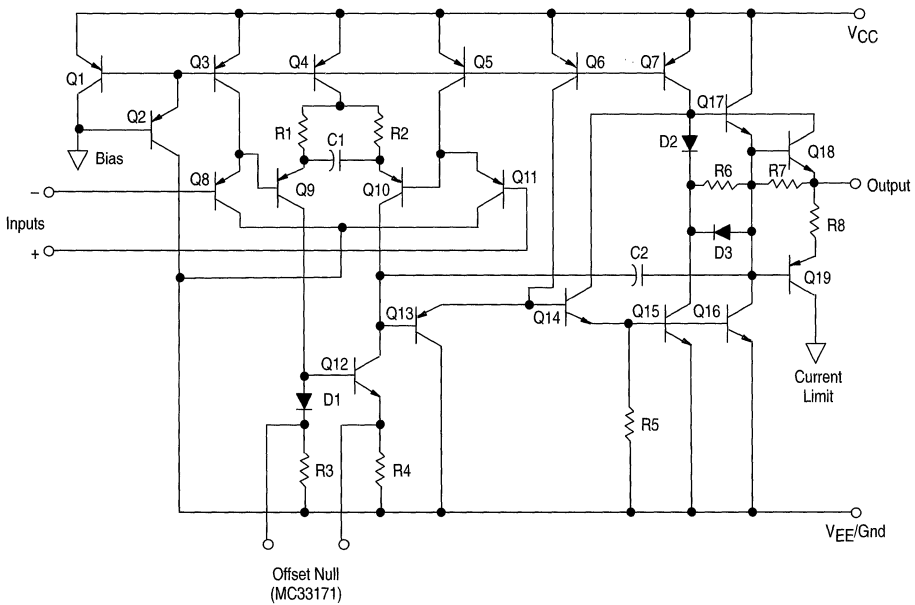 VCC
Q1
Q3
Q4
Q5
Q6
Q7
Q2
Q17
Bias
R1
C1
R2
D2
Q18
Q8
Q9
Q10
Q11
R6
R7
Output
–
Inputs
+
D3
R8
C2
Q19
Q13
Q14
Q15
Q16
Current
Limit
Q12
D1
R3
R4
R5
VEE/Gnd
Offset Null
(MC33171)